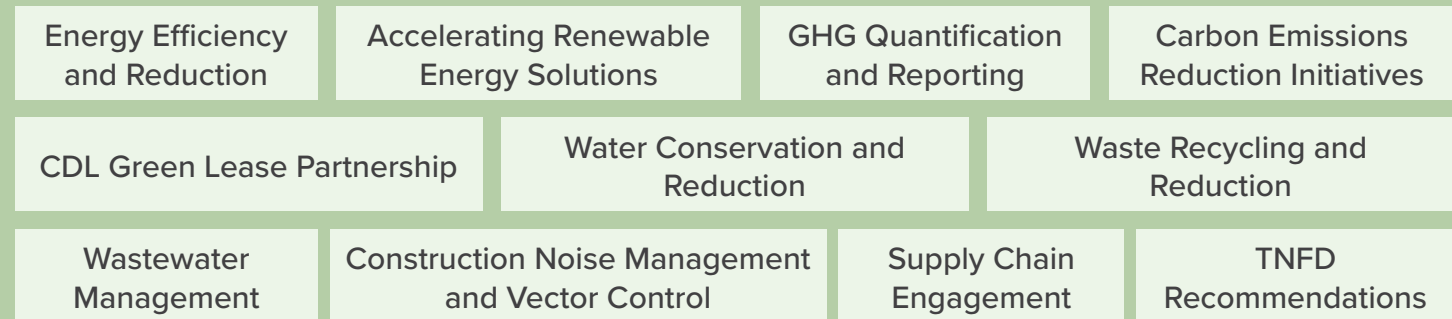 Energy Efficiency
and Reduction
Accelerating Renewable
Energy Solutions
GHG Quantification
and Reporting
Carbon Emissions
Reduction Initiatives
CDL Green Lease Partnership
Water Conservation and
Reduction
Waste Recycling and
Reduction
Wastewater
Management
Construction Noise Management
and Vector Control
Supply Chain
Engagement
TNFD
Recommendations